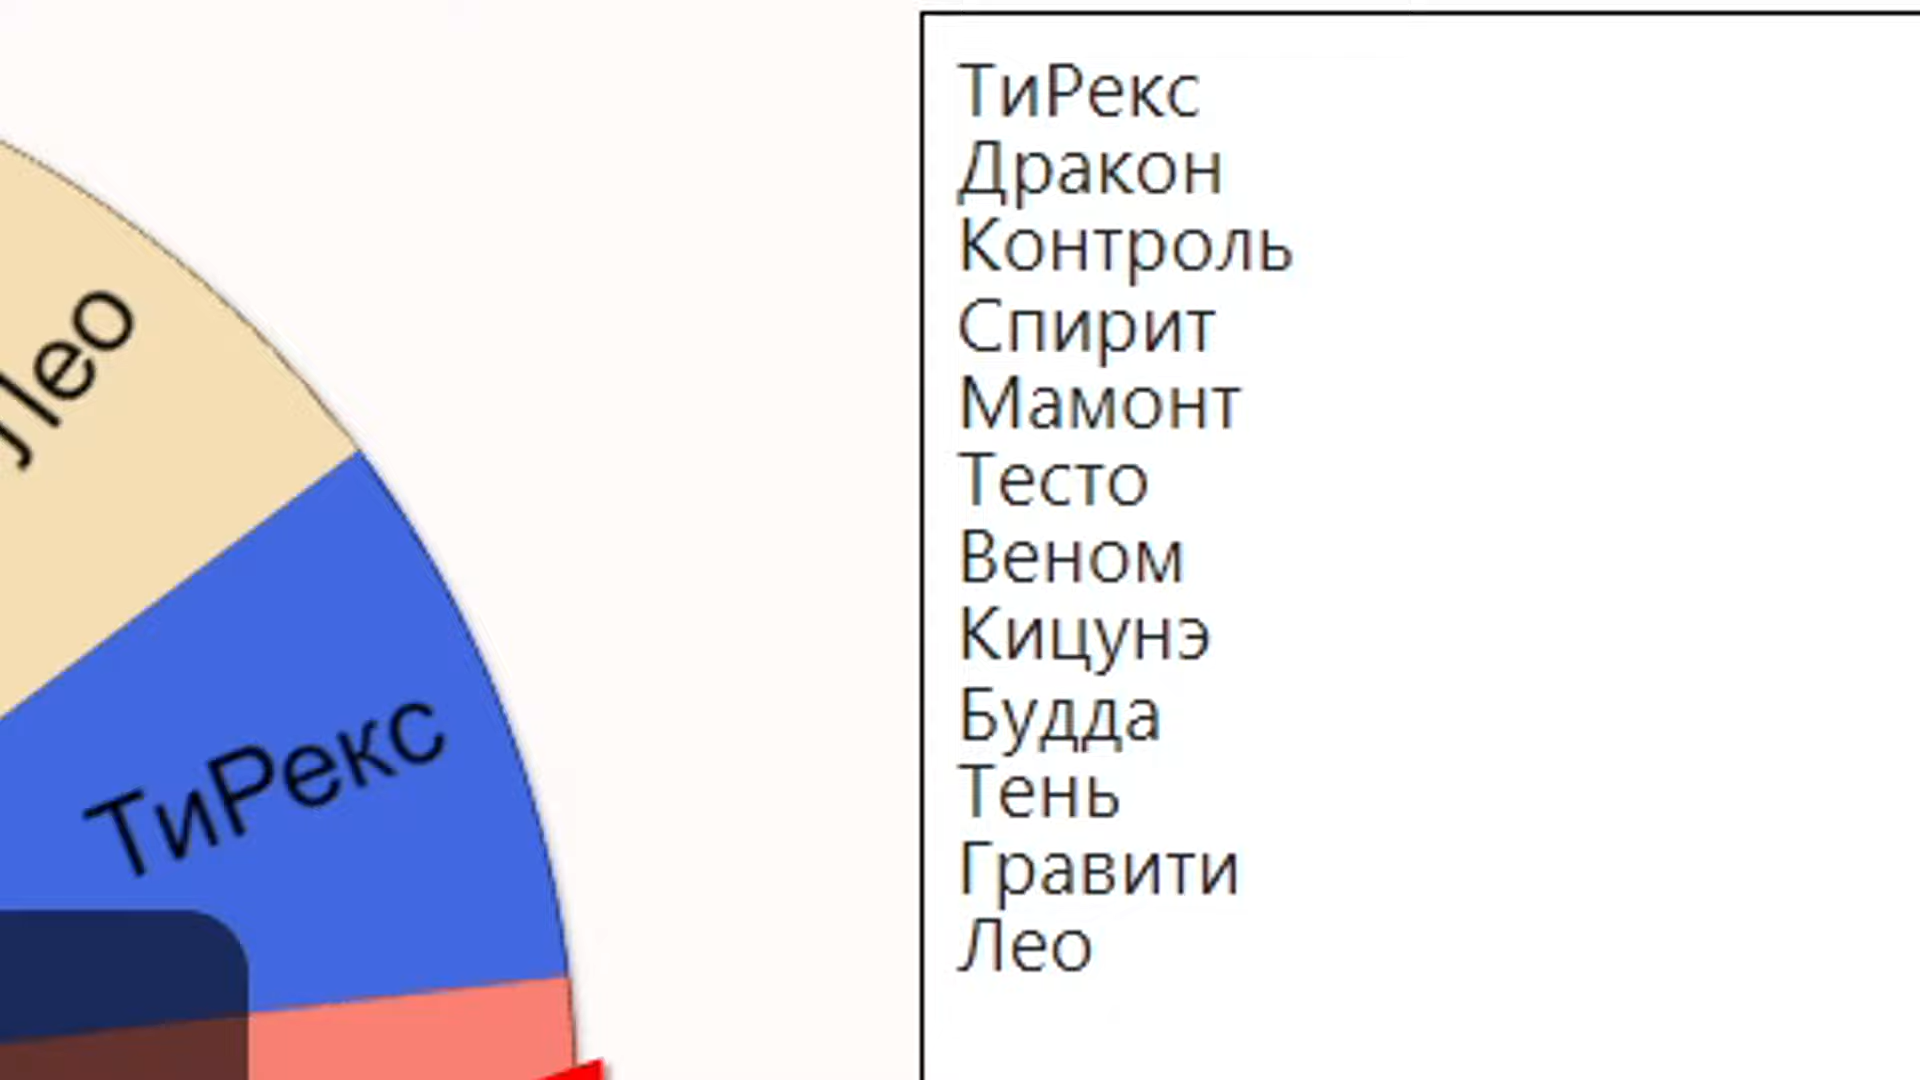 Лео
ТиРекс
ТиРекс
Дракон
Контроль
Спирит
Мамонт
Тесто
Веном
Кицунэ
Будда
Тень
Гравити
Лео